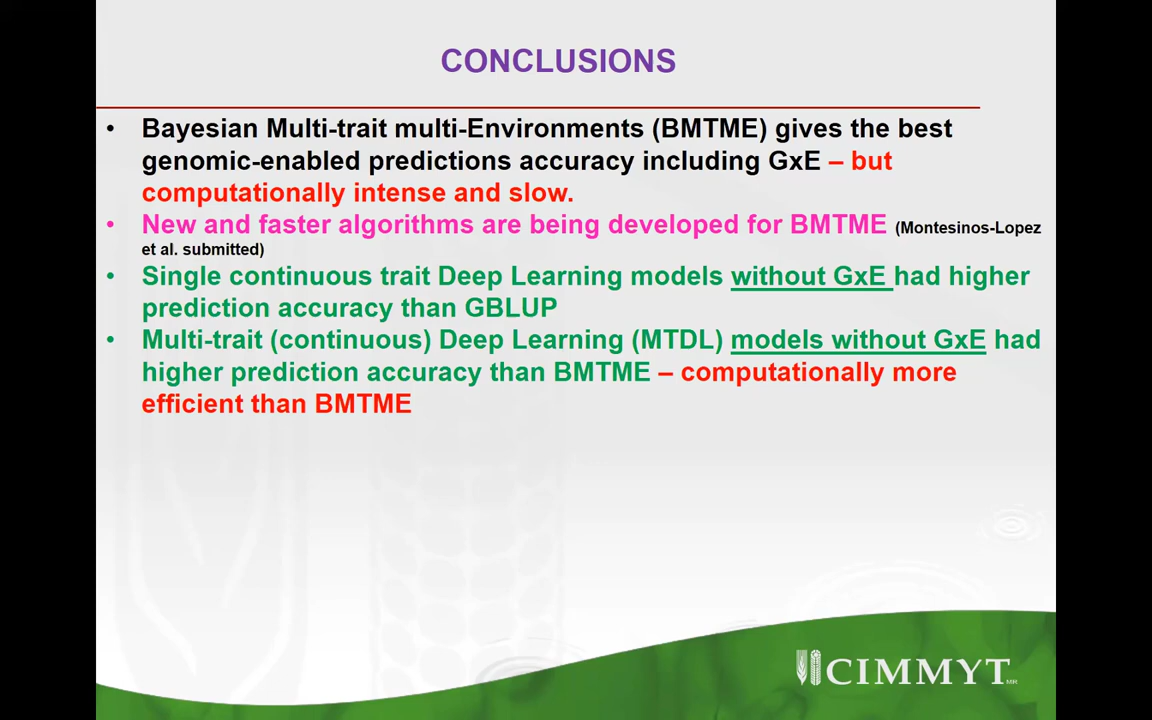 CONCLUSIONS
• Bayesian Multi-trait multi-Environments (BMTME) gives the best
genomic-enabled predictions accuracy including GxE – but
computationally intense and slow.
• New and faster algorithms are being developed for BMTME (Montesinos-Lopez
et al. submitted)
• Single continuous trait Deep Learning models without GxE had higher
prediction accuracy than GBLUP
• Multi-trait (continuous) Deep Learning (MTDL) models without GxE had
higher prediction accuracy than BMTME – computationally more
efficient than BMTME
CIMMYT MR